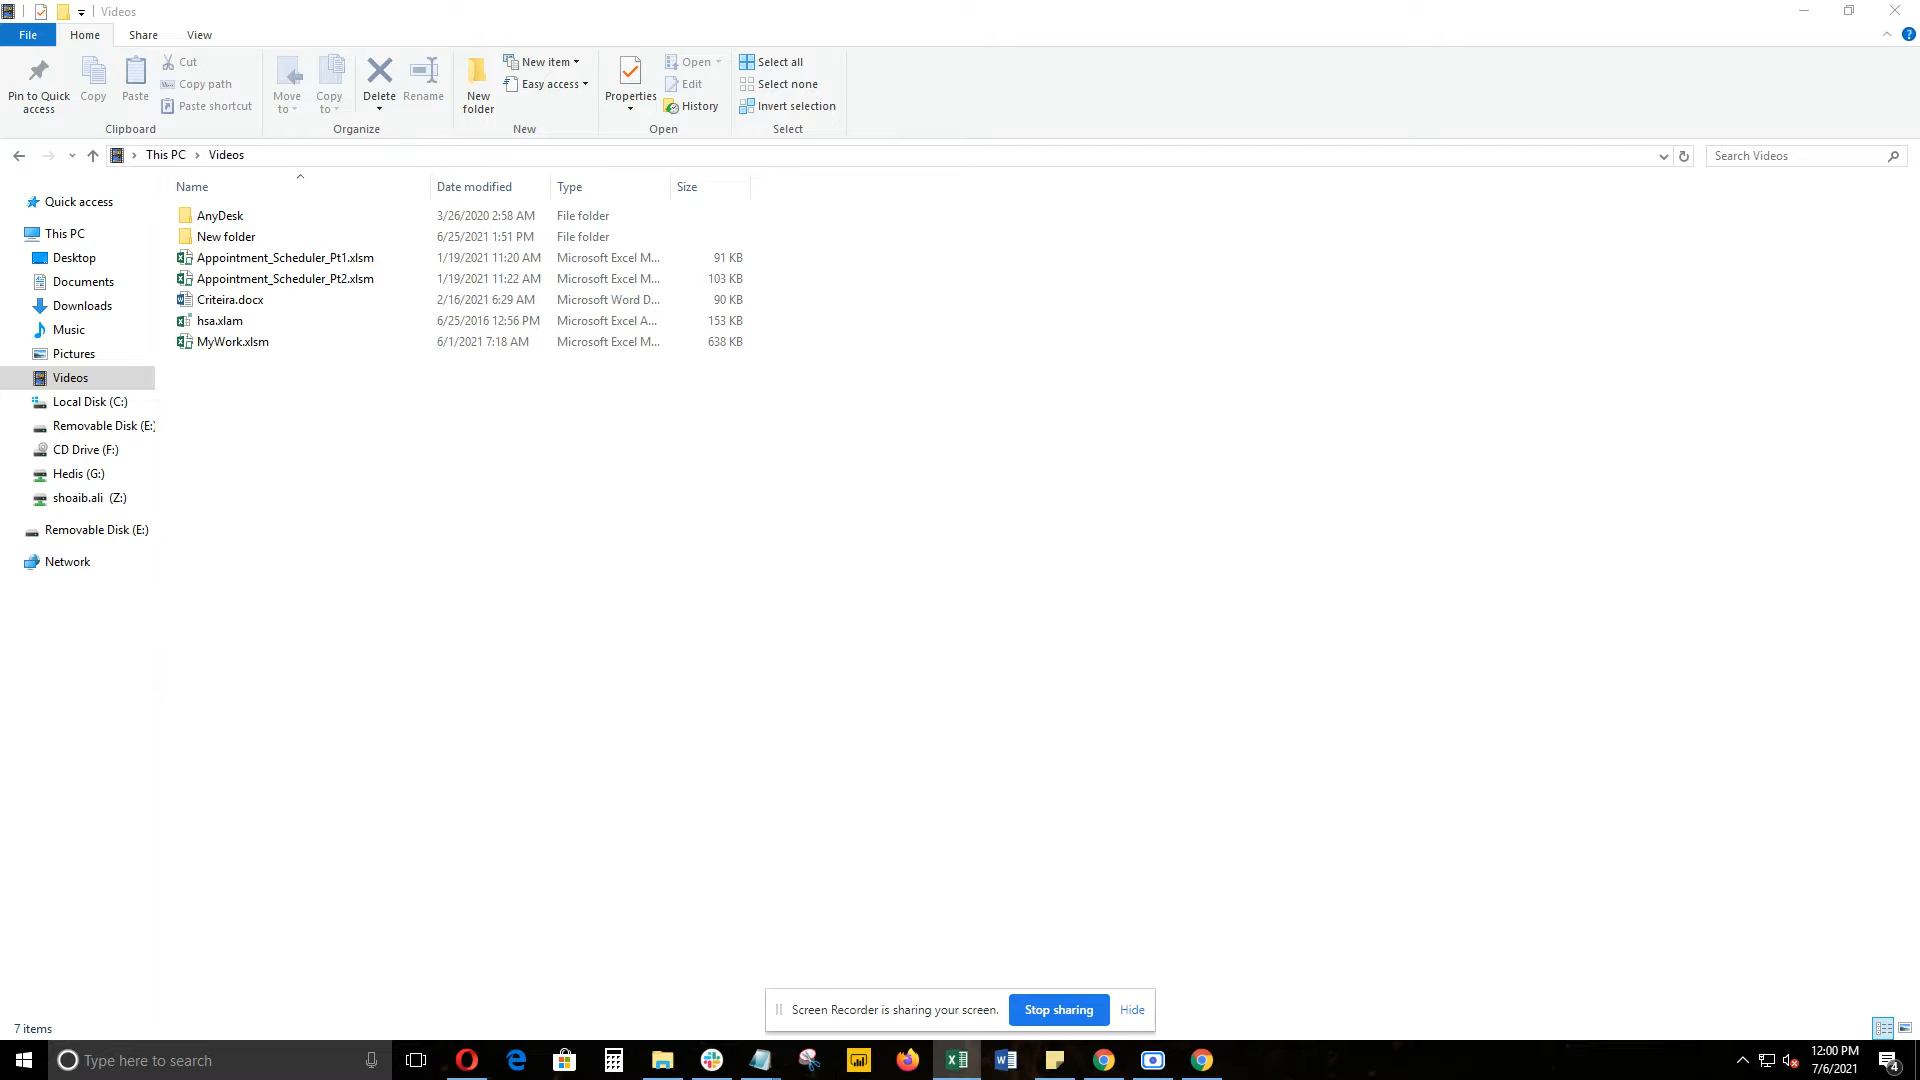 Videos
File Home Share View
Pin to Quick access
Copy
Paste
Cut
Copy path
Paste shortcut
Clipboard
Move to
Copy to
Delete
Rename
Organize
New folder
New item
Easy access
New
Properties
Open
Edit
History
Open
Select all
Select none
Invert selection
Select
This PC Videos
Search Videos
Name Date modified Type Size
AnyDesk 3/26/2020 2:58 AM File folder
New folder 6/25/2021 1:51 PM File folder
Appointment_Scheduler_Pt1.xlsm 1/19/2021 11:20 AM Microsoft Excel M... 91 KB
Appointment_Scheduler_Pt2.xlsm 1/19/2021 11:22 AM Microsoft Excel M... 103 KB
Criteira.docx 2/16/2021 6:29 AM Microsoft Word D... 90 KB
hsa.xlam 6/25/2016 12:56 PM Microsoft Excel A... 153 KB
MyWork.xlsm 6/1/2021 7:18 AM Microsoft Excel M... 638 KB
Quick access
This PC
Desktop
Documents
Downloads
Music
Pictures
Videos
Local Disk (C:)
Removable Disk (E:)
CD Drive (F:)
Hedis (G:)
shoaib.ali (Z:)
Removable Disk (E:)
Network
Screen Recorder is sharing your screen. Stop sharing Hide
7 items
Type here to search
12:00 PM
7/6/2021
4